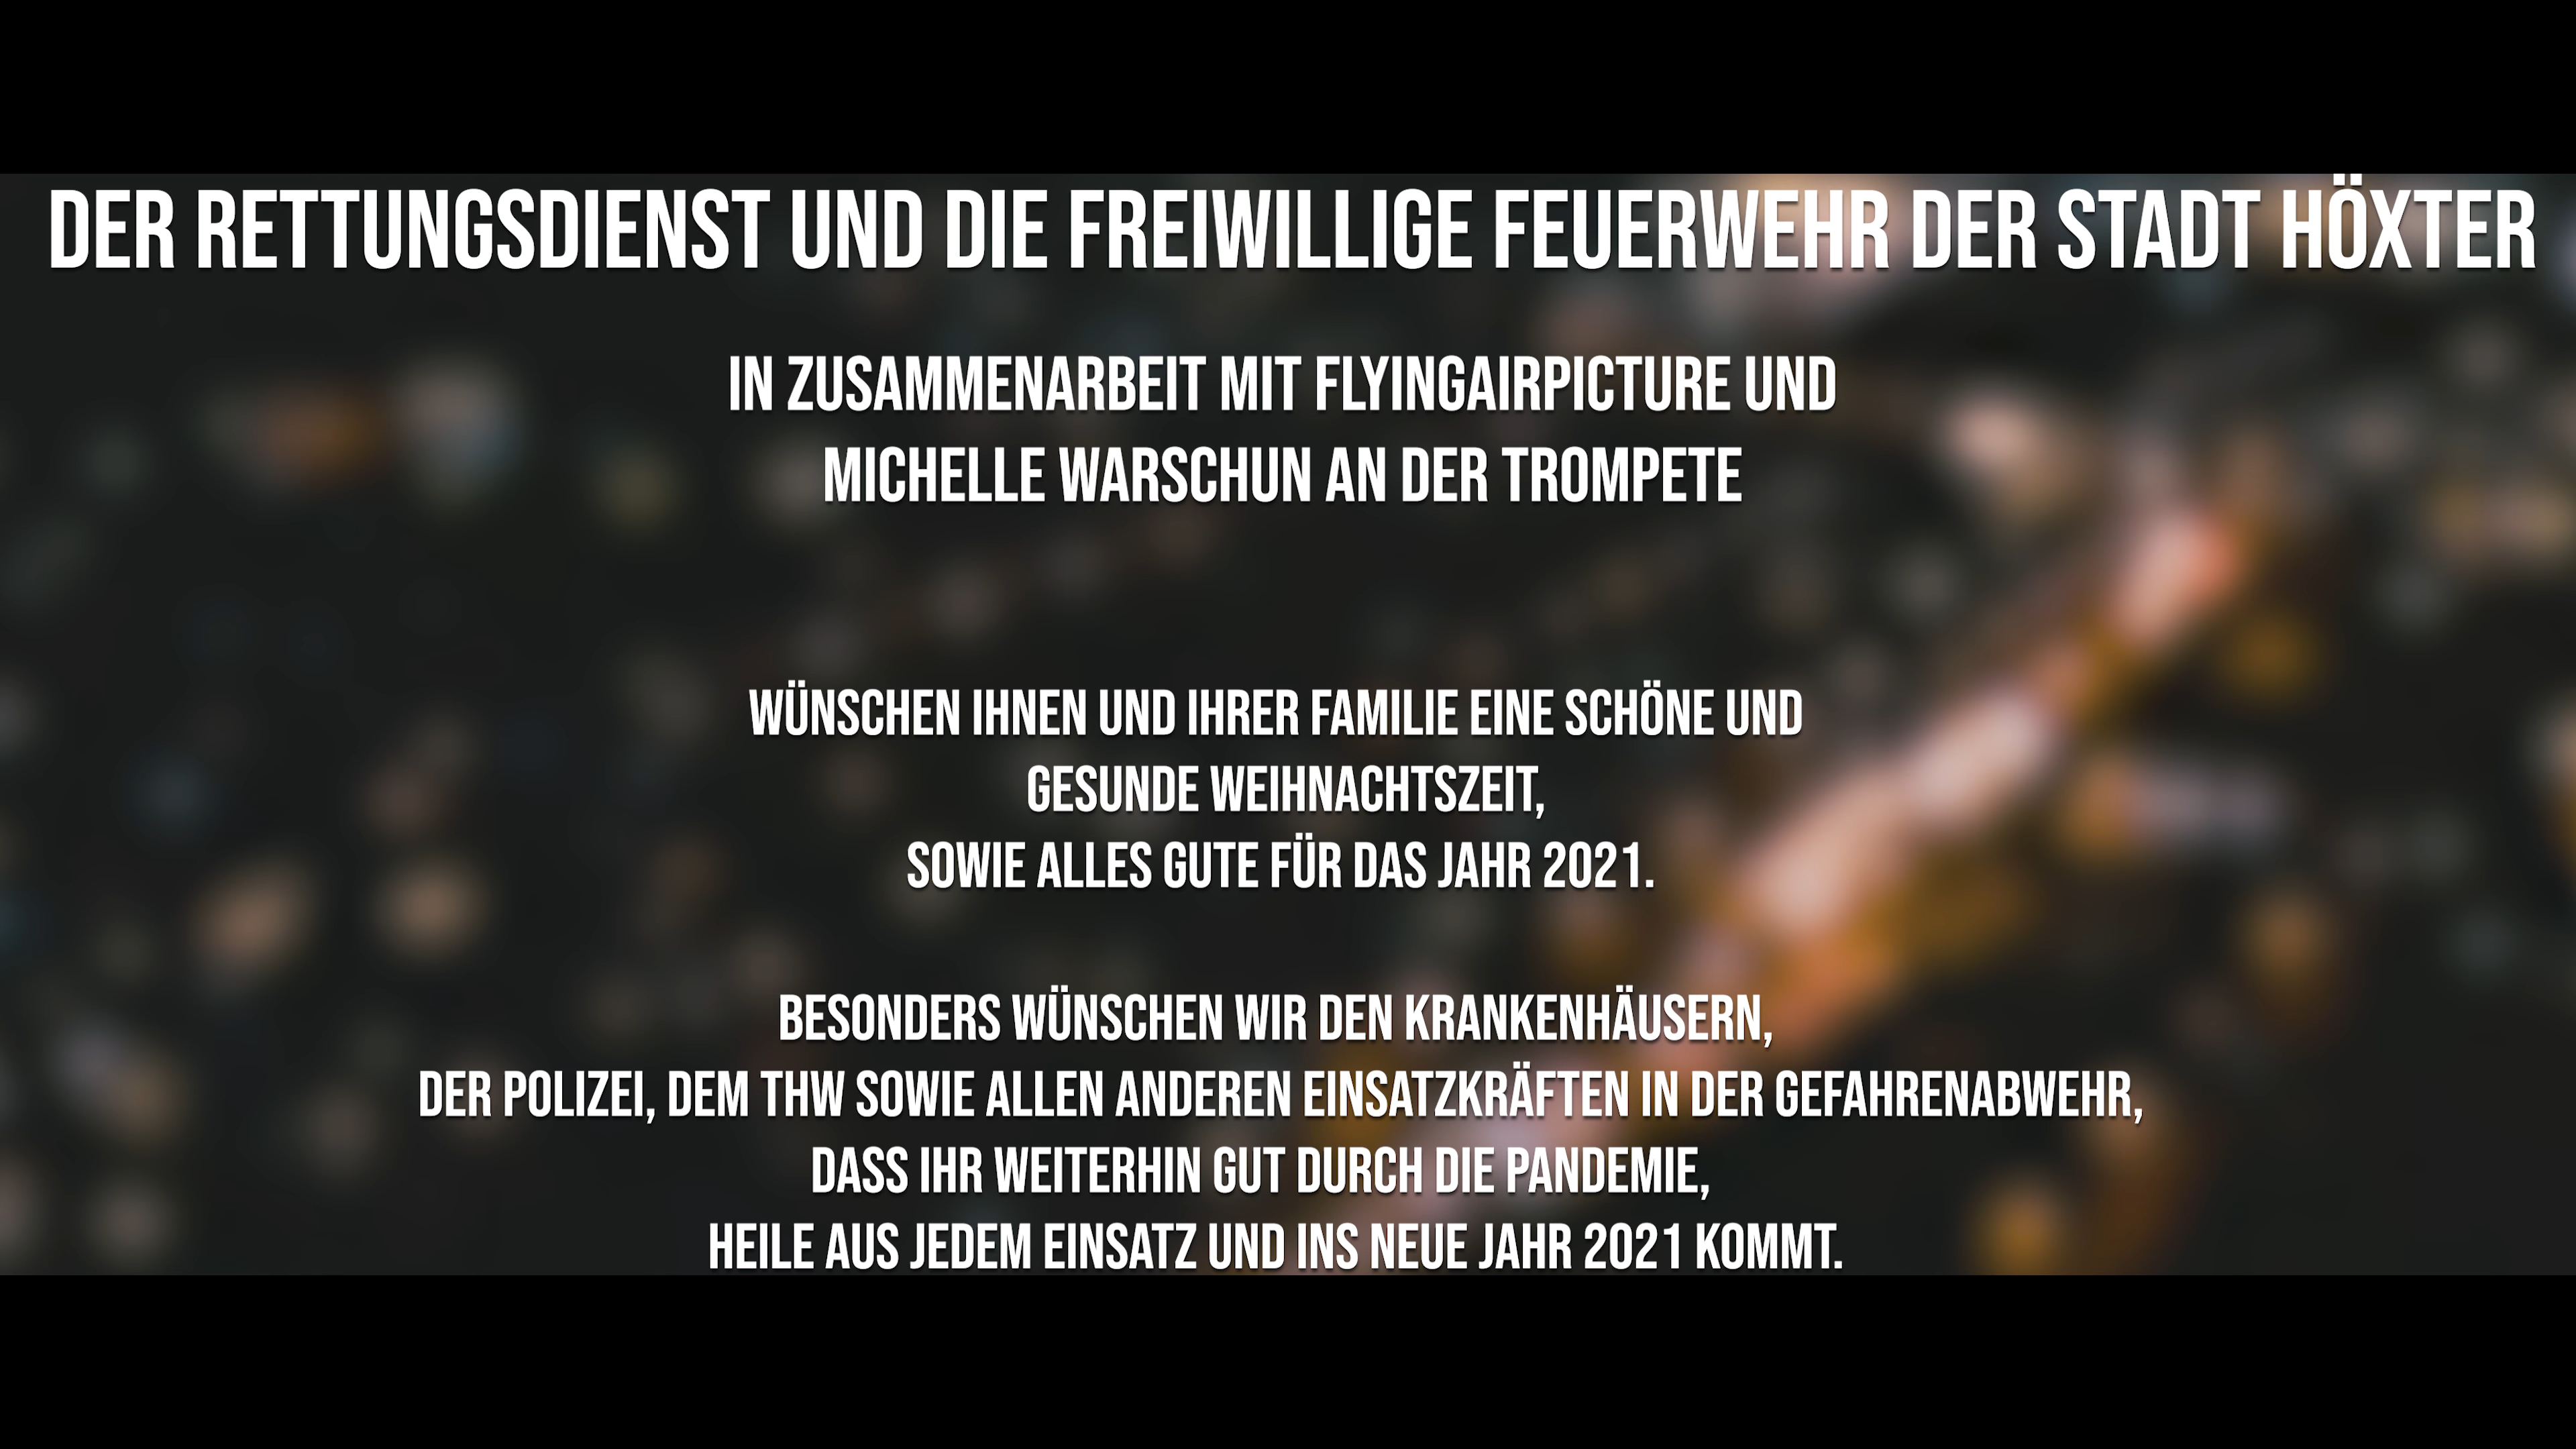 DER RETTUNGSDIENST UND DIE FREIWILLIGE FEUERWEHR DER STADT HÖXTER
IN ZUSAMMENARBEIT MIT FLYINGAIRPICTURE UND
MICHELLE WARSCHUN AN DER TROMPETE
WÜNSCHEN IHNEN UND IHRER FAMILIE EINE SCHÖNE UND
GESUNDE WEIHNACHTSZEIT,
SOWIE ALLES GUTE FÜR DAS JAHR 2021.
BESONDERS WÜNSCHEN WIR DEN KRANKENHÄUSERN,
DER POLIZEI, DEM THW SOWIE ALLEN ANDEREN EINSATZKRÄFTEN IN DER GEFAHRENABWEHR,
DASS IHR WEITERHIN GUT DURCH DIE PANDEMIE,
HEILE AUS JEDEM EINSATZ UND INS NEUE JAHR 2021 KOMMT.